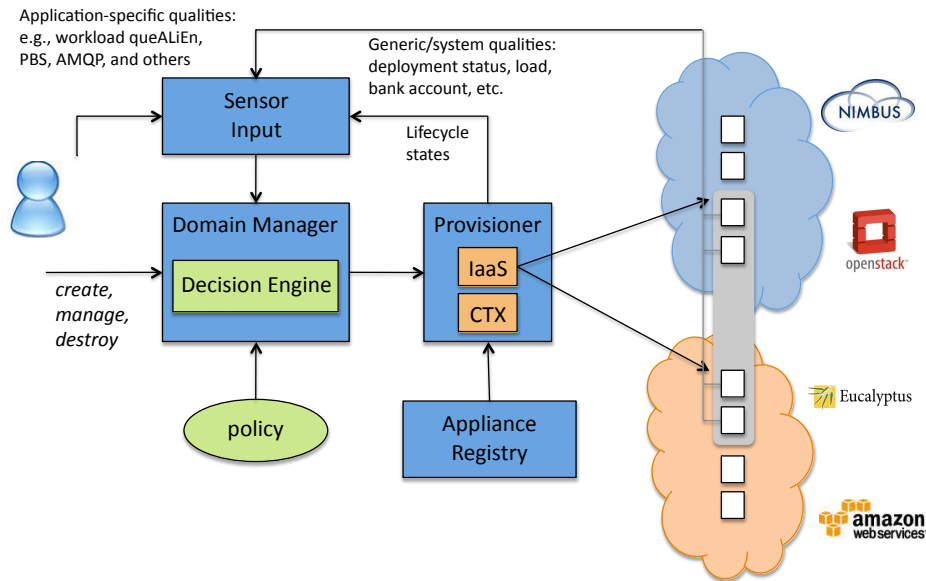 Application-specific qualities:
e.g., workload queALiEn,
PBS, AMQP, and others
Generic/system qualities:
deployment status, load,
bank account, etc.
Sensor
Input
Lifecycle
states
NIMBUS
Domain Manager
Decision Engine
Provisioner
IaaS
CTX
openstack™
create,
manage,
destroy
policy
Appliance
Registry
Eucalyptus
amazon
webservices™